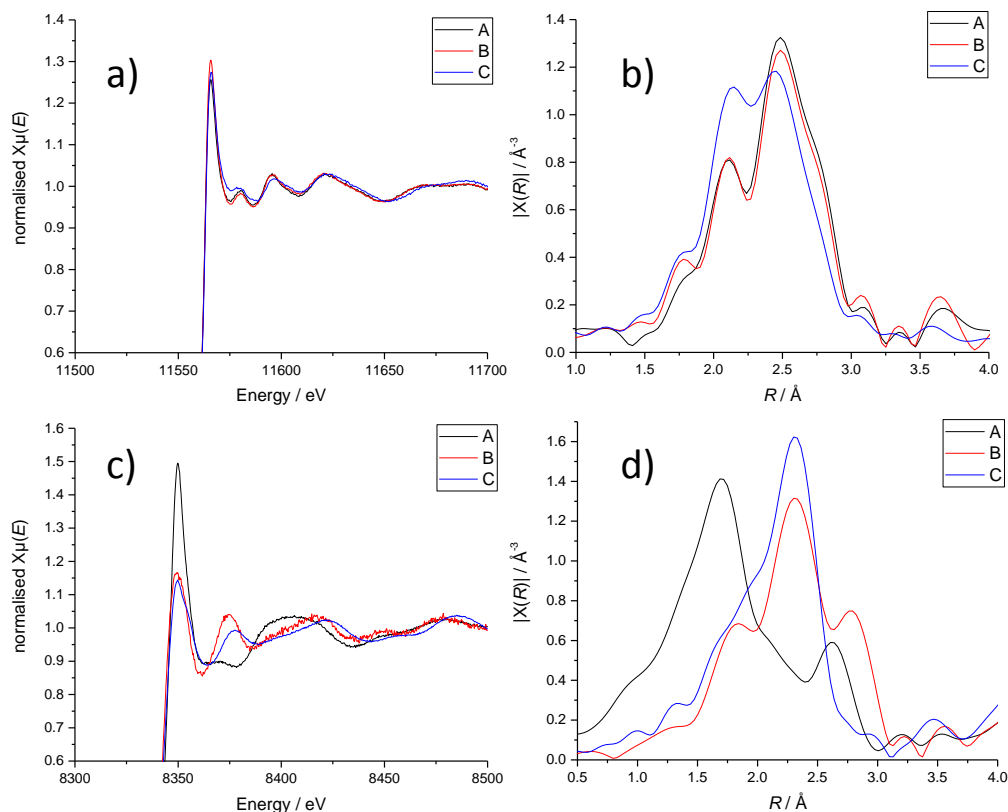 a)
normalised Xµ(E)
1.4
1.3
1.2
1.1
1.0
0.9
0.8
0.7
0.6
11500
11550
11600
11650
11700
Energy / eV
A
B
C
b)
|X(R)| / Å⁻³
1.4
1.2
1.0
0.8
0.6
0.4
0.2
0.0
1.0
1.5
2.0
2.5
3.0
3.5
4.0
R / Å
A
B
C
c)
normalised Xµ(E)
1.6
1.5
1.4
1.3
1.2
1.1
1.0
0.9
0.8
0.7
0.6
8300
8350
8400
8450
8500
Energy / eV
A
B
C
d)
|X(R)| / Å⁻³
1.6
1.4
1.2
1.0
0.8
0.6
0.4
0.2
0.0
0.5
1.0
1.5
2.0
2.5
3.0
3.5
4.0
R / Å
A
B
C